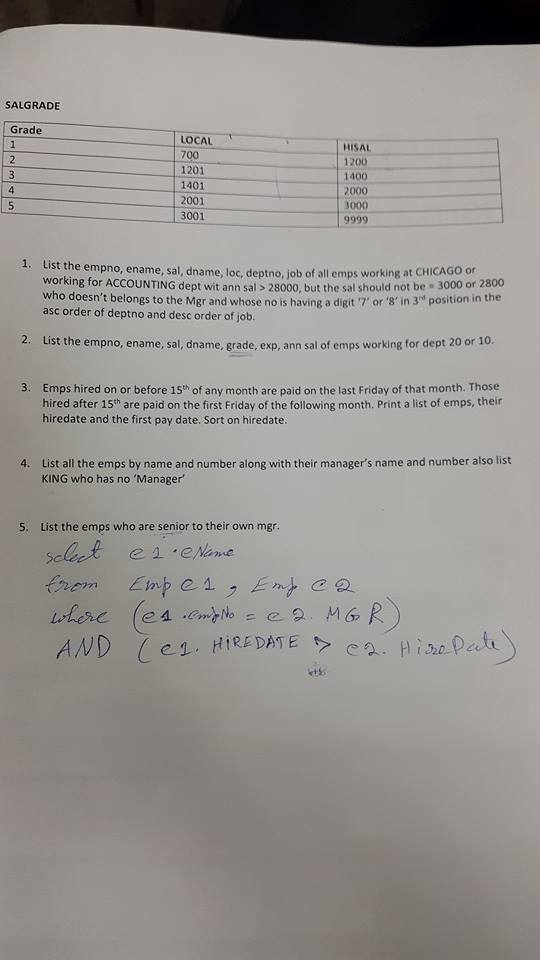 SALGRADE
Grade LOCAL HISAL
1 700 1200
2 1201 1400
3 1401 2000
4 2001 3000
5 3001 9999
1. List the empno, ename, sal, dname, loc, deptno, job of all emps working at CHICAGO or
working for ACCOUNTING dept wit ann sal > 28000, but the sal should not be = 3000 or 2800
who doesn't belongs to the Mgr and whose no is having a digit '7' or '8' in 3rd position in the
asc order of deptno and desc order of job.
2. List the empno, ename, sal, dname, grade, exp, ann sal of emps working for dept 20 or 10.
3. Emps hired on or before 15th of any month are paid on the last Friday of that month. Those
hired after 15th are paid on the first Friday of the following month. Print a list of emps, their
hiredate and the first pay date. Sort on hiredate.
4. List all the emps by name and number along with their manager's name and number also list
KING who has no 'Manager'
5. List the emps who are senior to their own mgr.
select e1.eName
from Emp e1, Emp e2
where (e1.empNo = e2.MGR)
AND (e1.HIREDATE > e2.HireDate)